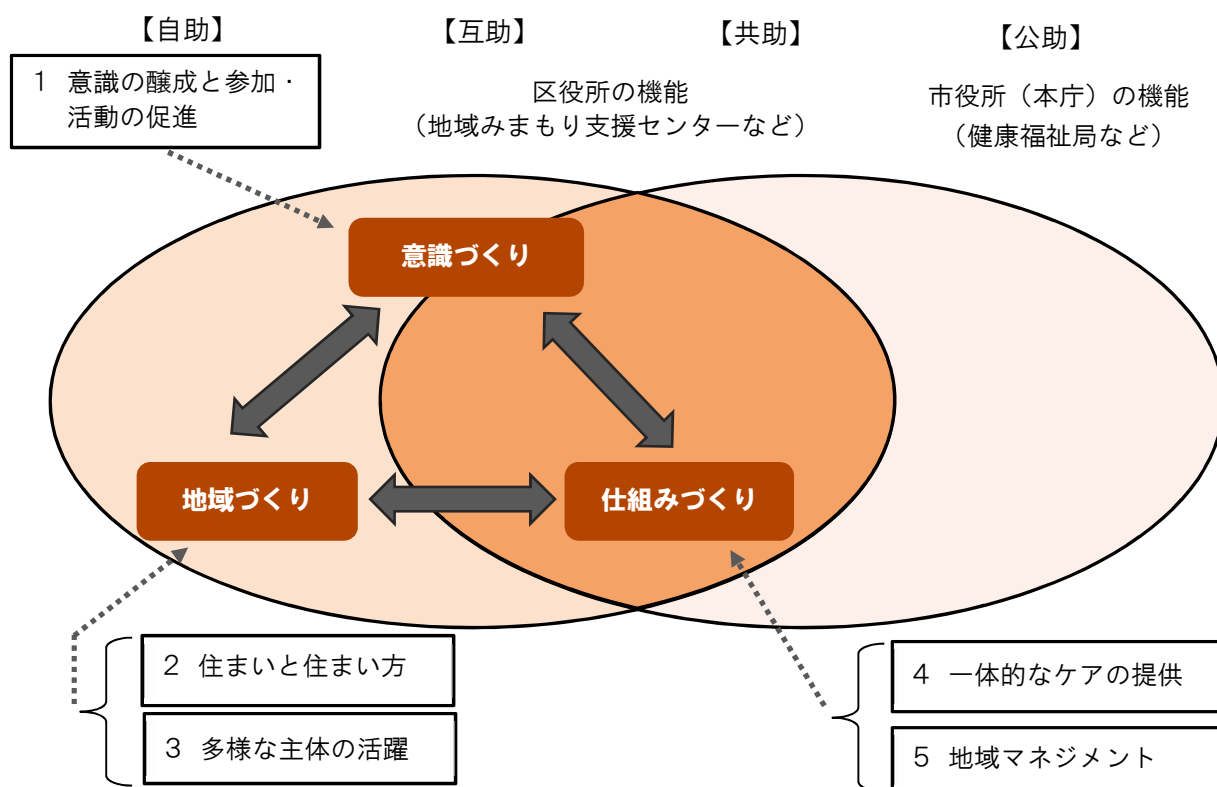 【自助】
【互助】
【共助】
【公助】
1 意識の醸成と参加・
活動の促進
区役所の機能
（地域みまもり支援センターなど）
市役所（本庁）の機能
（健康福祉局など）
意識づくり
地域づくり
仕組みづくり
2 住まいと住まい方
3 多様な主体の活躍
4 一体的なケアの提供
5 地域マネジメント